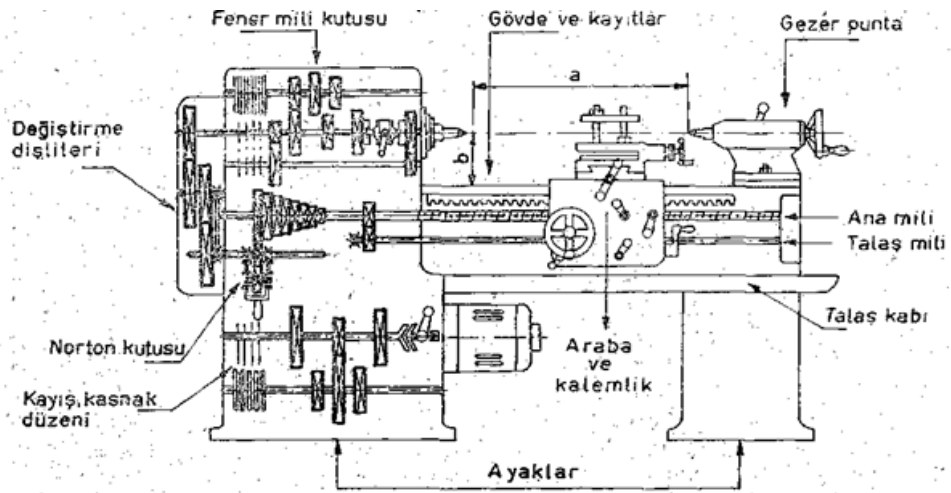 Fener mili kutusu
Gövde ve kayıtlar
Gezer punta
a
Değiştirme
dişlileri
b
Ana mili
Talaş mili
Talaş kabı
Norton kutusu
Araba
ve
kalemlik
Kayış, kasnak
düzeni
Ayaklar